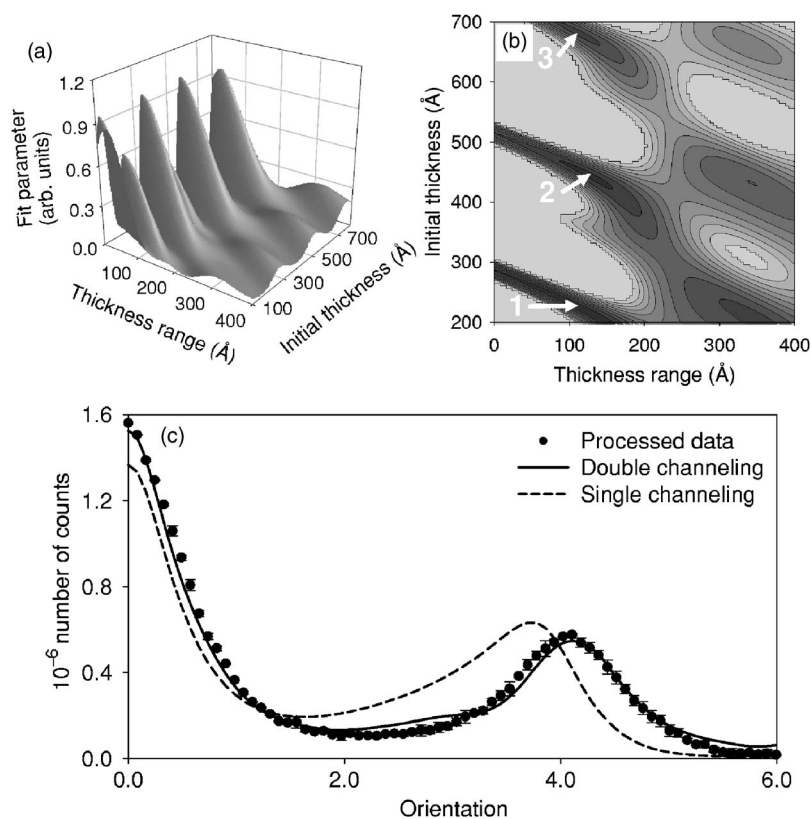 (a)
Fit parameter
(arb. units)
1.2
0.9
0.6
0.3
0.0
100
200
300
400
Thickness range (Å)
100
300
500
700
Initial thickness (Å)
(b)
3
2
1
Initial thickness (Å)
700
600
500
400
300
200
0
100
200
300
400
Thickness range (Å)
(c)
10⁻⁶ number of counts
1.6
1.2
0.8
0.4
0.0
Processed data
Double channeling
Single channeling
0.0
2.0
4.0
6.0
Orientation